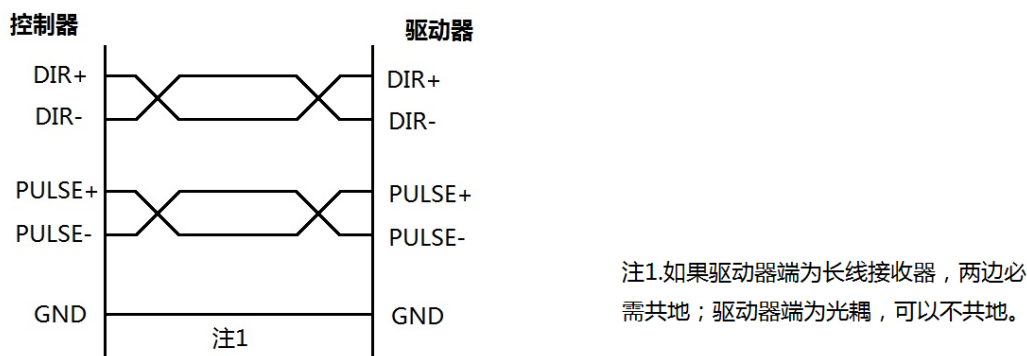 控制器
驱动器
DIR+
DIR+
DIR-
DIR-
PULSE+
PULSE+
PULSE-
PULSE-
GND
GND
注1
注1.如果驱动器端为长线接收器，两边必
需共地；驱动器端为光耦，可以不共地。